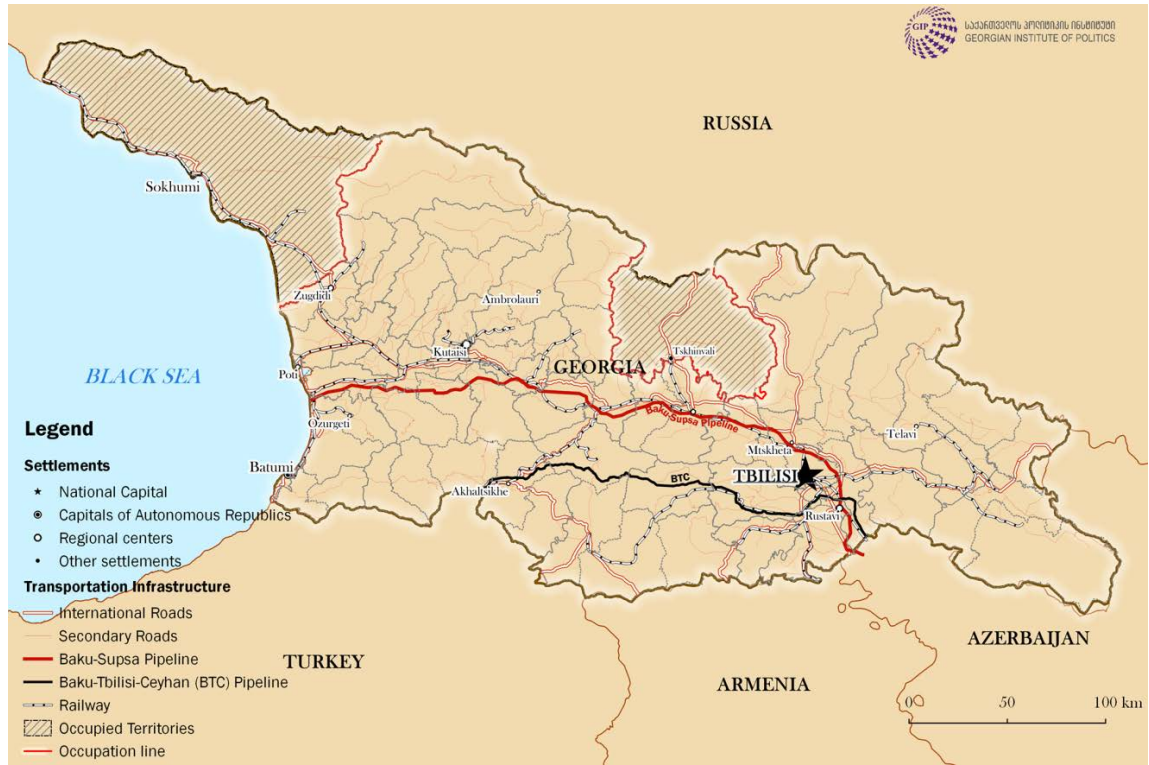 GIP
საქართველოს პოლიტიკის ინსტიტუტი
GEORGIAN INSTITUTE OF POLITICS
RUSSIA
Sokhumi
Zugdidi
Ambrolauri
Kutaisi
Tskhinvali
GEORGIA
Poti
BLACK SEA
Baku-Supsa Pipeline
Ozurgeti
Telavi
Mtskheta
Batumi
TBILISI
BTC
Akhaltsikhe
Rustavi
Legend
Settlements
National Capital
Capitals of Autonomous Republics
Regional centers
Other settlements
Transportation Infrastructure
International Roads
Secondary Roads
Baku-Supsa Pipeline
Baku-Tbilisi-Ceyhan (BTC) Pipeline
Railway
Occupied Territories
Occupation line
TURKEY
ARMENIA
AZERBAIJAN
0 50 100 km